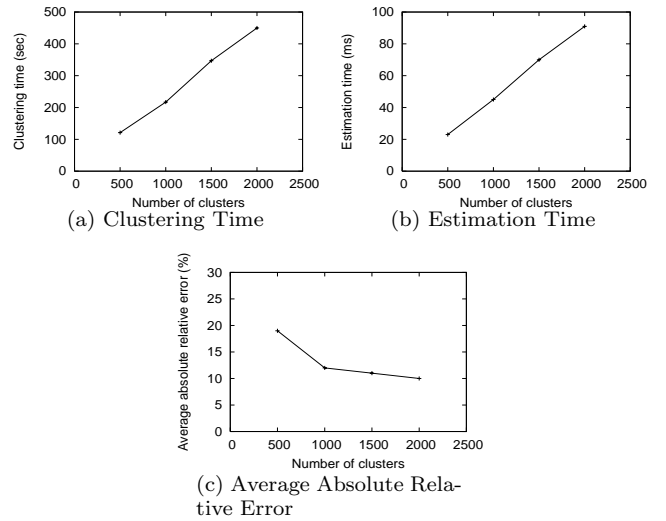 Clustering time (sec)
500
400
300
200
100
0
0 500 1000 1500 2000 2500
Number of clusters
(a) Clustering Time
Estimation time (ms)
100
80
60
40
20
0
0 500 1000 1500 2000 2500
Number of clusters
(b) Estimation Time
Average absolute relative error (%)
30
25
20
15
10
5
0
0 500 1000 1500 2000 2500
Number of clusters
(c) Average Absolute Rela-
tive Error